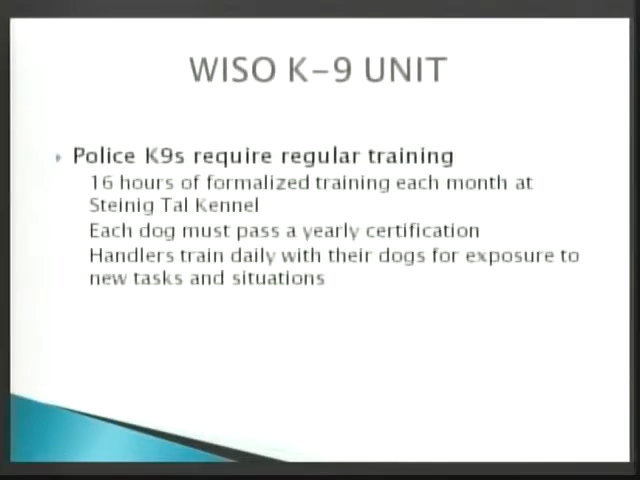 WISO K-9 UNIT
Police K9s require regular training
16 hours of formalized training each month at
Steinig Tal Kennel
Each dog must pass a yearly certification
Handlers train daily with their dogs for exposure to
new tasks and situations